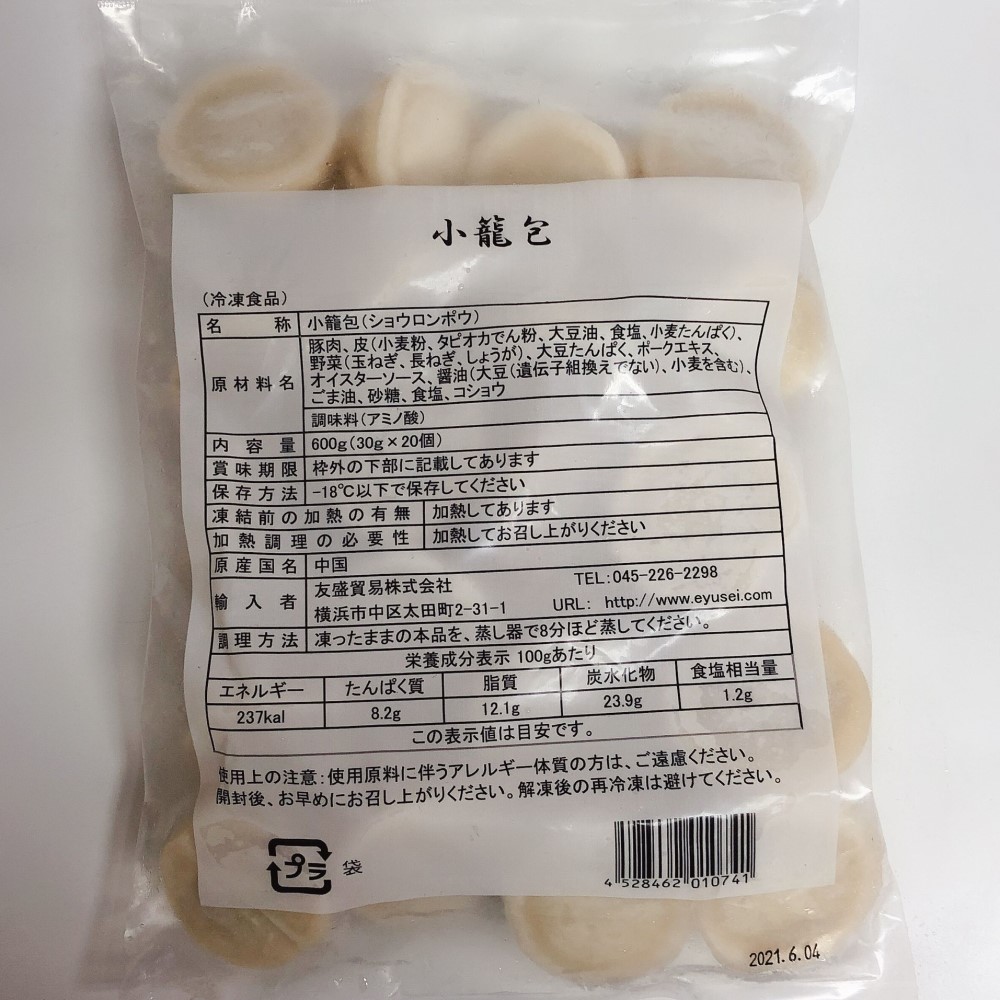 小籠包
(冷凍食品)
名称 小籠包(ショウロンポウ)
原材料名 豚肉、皮(小麦粉、タピオカでん粉、大豆油、食塩、小麦たんぱく)、
野菜(玉ねぎ、長ねぎ、しょうが)、大豆たんぱく、ポークエキス、
オイスターソース、醤油(大豆(遺伝子組換えでない)、小麦を含む)、
ごま油、砂糖、食塩、コショウ
調味料(アミノ酸)
内容量 600g(30g×20個)
賞味期限 枠外の下部に記載してあります
保存方法 -18℃以下で保存してください
凍結前の加熱の有無 加熱してあります
加熱調理の必要性 加熱してお召し上がりください
原産国名 中国
輸入者 友盛貿易株式会社 TEL:045-226-2298
横浜市中区太田町2-31-1 URL: http://www.eyusei.com
調理方法 凍ったままの本品を、蒸し器で8分ほど蒸してください。
栄養成分表示 100gあたり
エネルギー たんぱく質 脂質 炭水化物 食塩相当量
237kal 8.2g 12.1g 23.9g 1.2g
この表示値は目安です。
使用上の注意:使用原料に伴うアレルギー体質の方は、ご遠慮ください。
開封後、お早めにお召し上がりください。解凍後の再冷凍は避けてください。
プラ 袋
4 528462 010741
2021.6.04